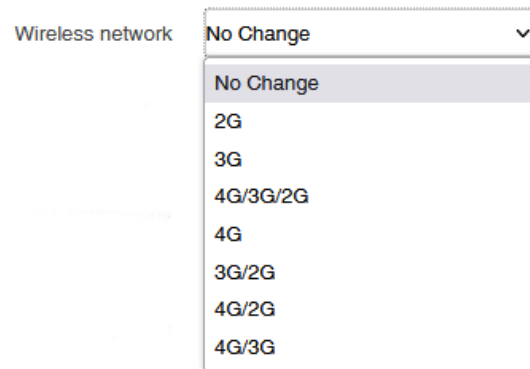 Wireless network No Change
No Change
2G
3G
4G/3G/2G
4G
3G/2G
4G/2G
4G/3G